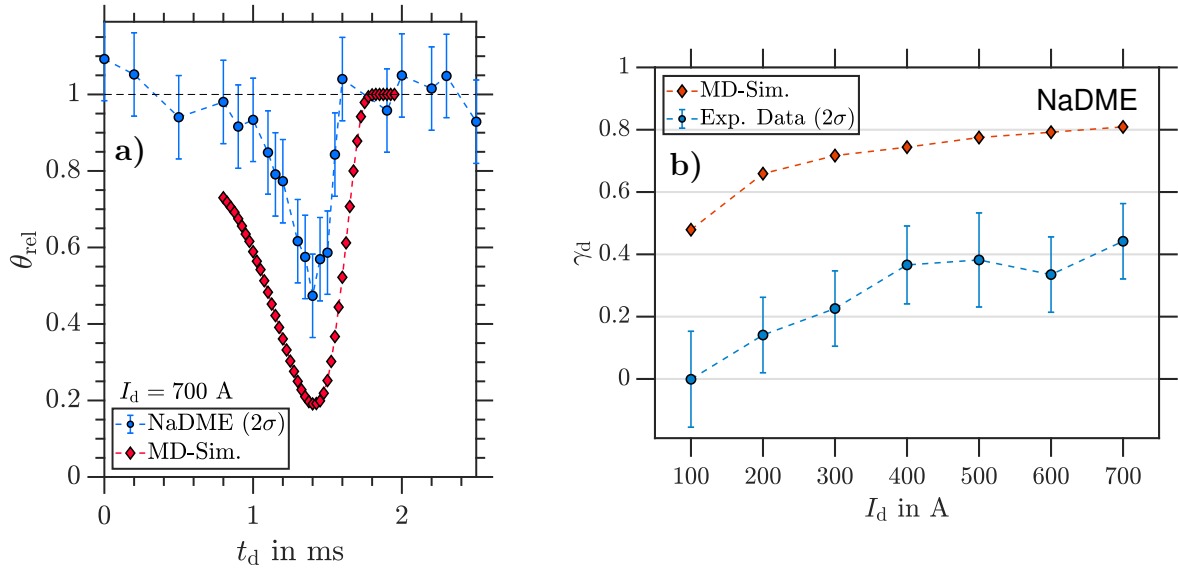 a)
θrel
1
0.8
0.6
0.4
0.2
0
Id = 700 A
NaDME (2σ)
MD-Sim.
0 1 2
td in ms
MD-Sim.
Exp. Data (2σ)
NaDME
b)
γd
1
0.8
0.6
0.4
0.2
0
100 200 300 400 500 600 700
Id in A